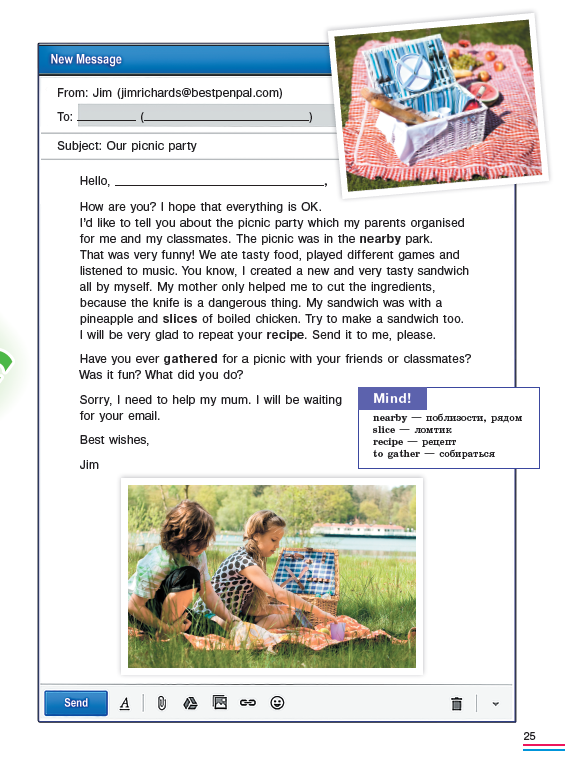 New Message
From: Jim (jimrichards@bestpenpal.com)
To: __________ (______________________________)
Subject: Our picnic party
Hello, ______________________________________,
How are you? I hope that everything is OK.
I'd like to tell you about the picnic party which my parents organised
for me and my classmates. The picnic was in the nearby park.
That was very funny! We ate tasty food, played different games and
listened to music. You know, I created a new and very tasty sandwich
all by myself. My mother only helped me to cut the ingredients,
because the knife is a dangerous thing. My sandwich was with a
pineapple and slices of boiled chicken. Try to make a sandwich too.
I will be very glad to repeat your recipe. Send it to me, please.
Have you ever gathered for a picnic with your friends or classmates?
Was it fun? What did you do?
Sorry, I need to help my mum. I will be waiting
for your email.
Best wishes,
Jim
Mind!
nearby — поблизости, рядом
slice — ломтик
recipe — рецепт
to gather — собираться
Send
A
25